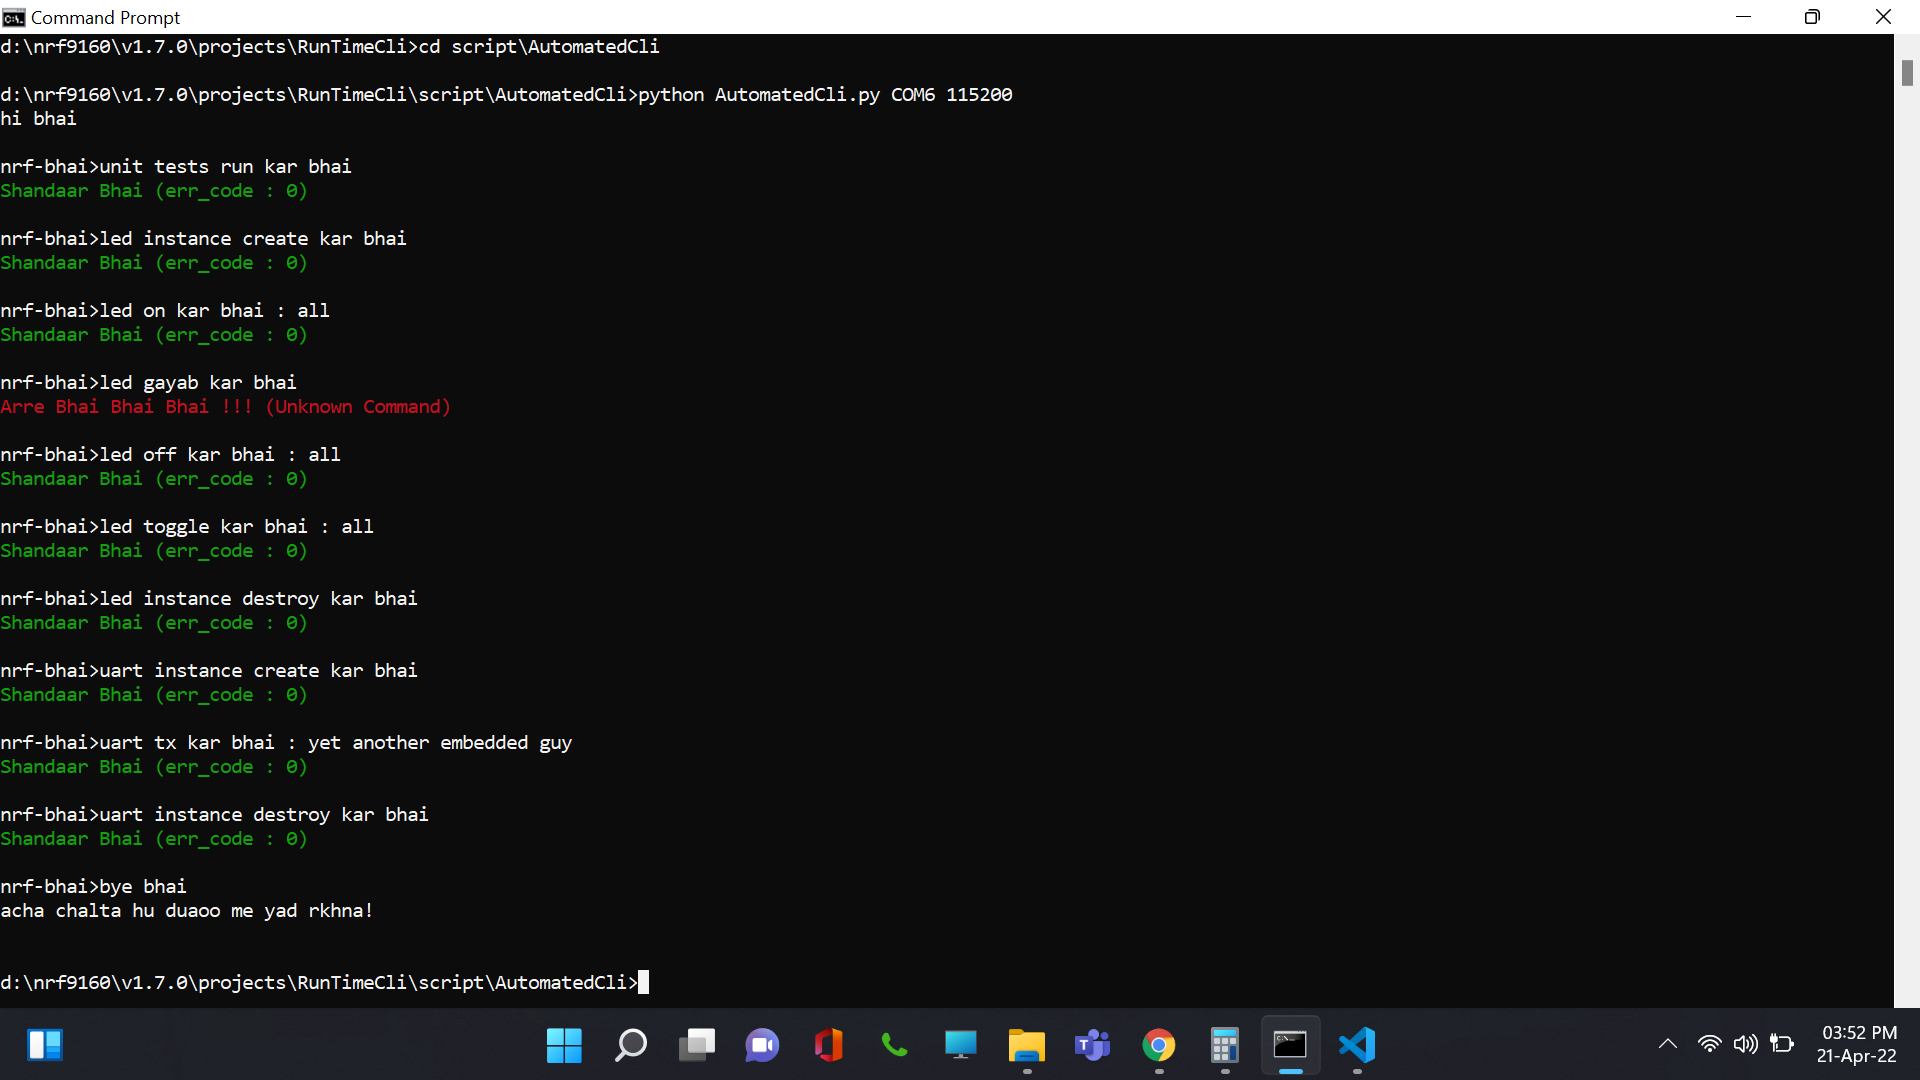 Command Prompt
d:\nrf9160\v1.7.0\projects\RunTimeCli>cd script\AutomatedCli
d:\nrf9160\v1.7.0\projects\RunTimeCli\script\AutomatedCli>python AutomatedCli.py COM6 115200
hi bhai
nrf-bhai>unit tests run kar bhai
Shandaar Bhai (err_code : 0)
nrf-bhai>led instance create kar bhai
Shandaar Bhai (err_code : 0)
nrf-bhai>led on kar bhai : all
Shandaar Bhai (err_code : 0)
nrf-bhai>led gayab kar bhai
Arre Bhai Bhai Bhai !!! (Unknown Command)
nrf-bhai>led off kar bhai : all
Shandaar Bhai (err_code : 0)
nrf-bhai>led toggle kar bhai : all
Shandaar Bhai (err_code : 0)
nrf-bhai>led instance destroy kar bhai
Shandaar Bhai (err_code : 0)
nrf-bhai>uart instance create kar bhai
Shandaar Bhai (err_code : 0)
nrf-bhai>uart tx kar bhai : yet another embedded guy
Shandaar Bhai (err_code : 0)
nrf-bhai>uart instance destroy kar bhai
Shandaar Bhai (err_code : 0)
nrf-bhai>bye bhai
acha chalta hu duaoo me yad rkhna!
d:\nrf9160\v1.7.0\projects\RunTimeCli\script\AutomatedCli>
03:52 PM
21-Apr-22